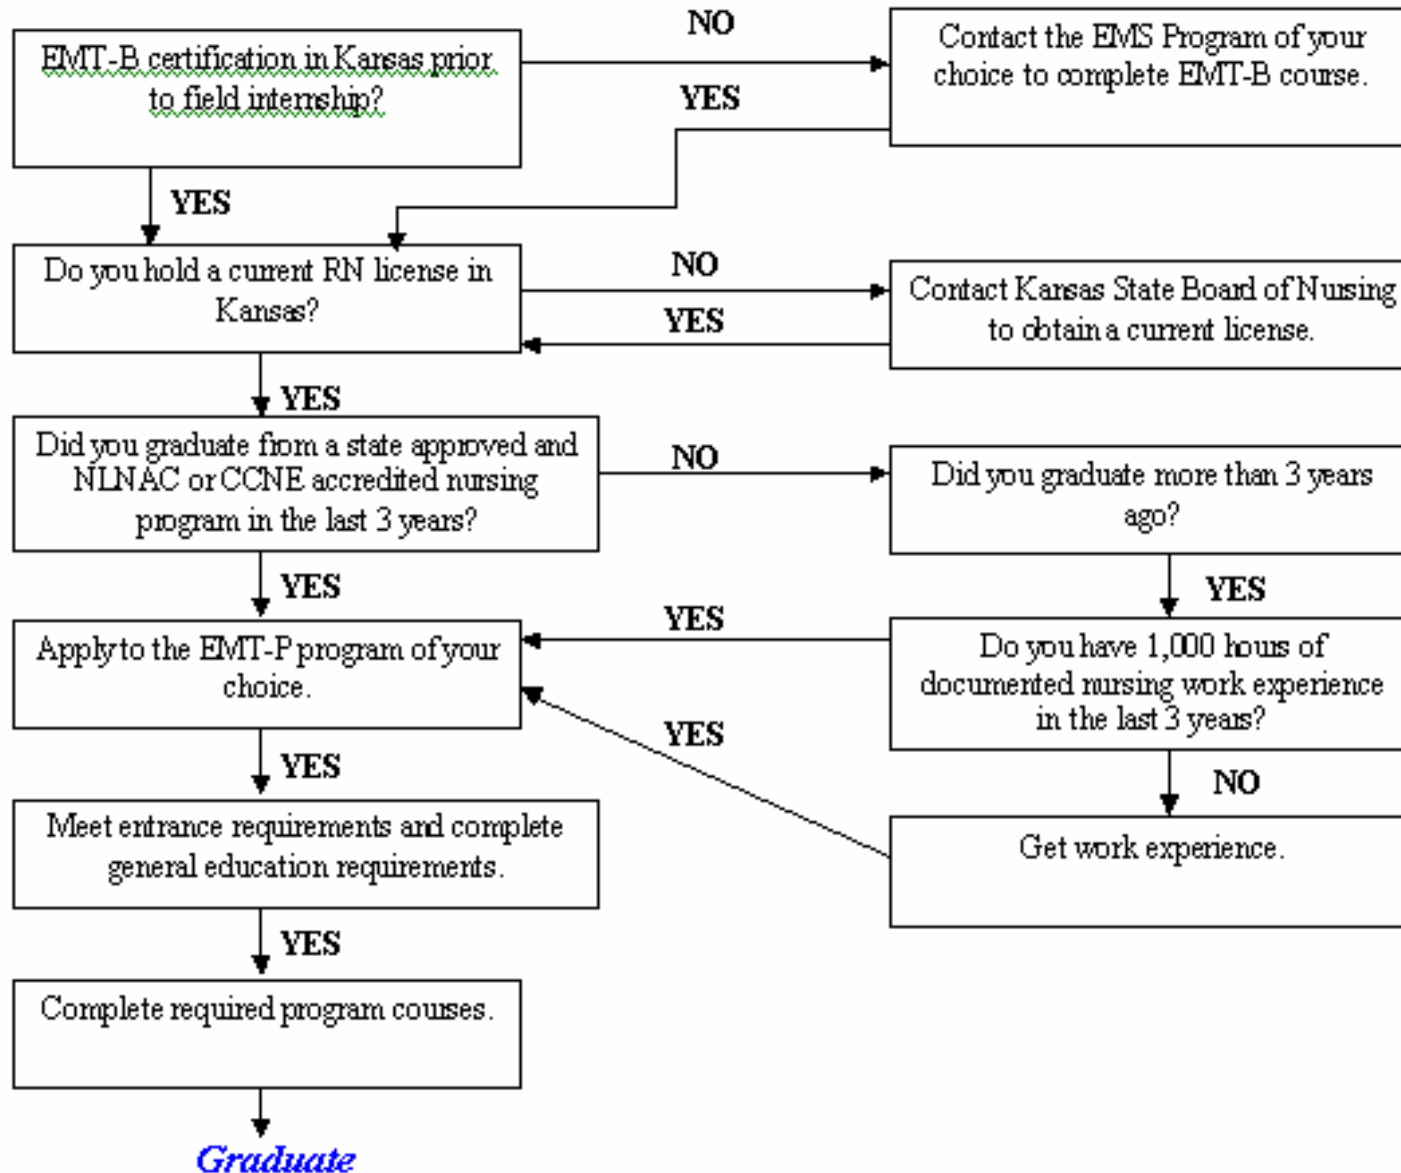 EMT-B certification in Kansas prior
to field internship?
NO
Contact the EMS Program of your
choice to complete EMT-B course.
YES
YES
Do you hold a current RN license in
Kansas?
NO
Contact Kansas State Board of Nursing
to obtain a current license.
YES
YES
Did you graduate from a state approved and
NLNAC or CCNE accredited nursing
program in the last 3 years?
NO
Did you graduate more than 3 years
ago?
YES
YES
Apply to the EMT-P program of your
choice.
YES
Do you have 1,000 hours of
documented nursing work experience
in the last 3 years?
YES
NO
YES
Meet entrance requirements and complete
general education requirements.
Get work experience.
YES
Complete required program courses.
Graduate